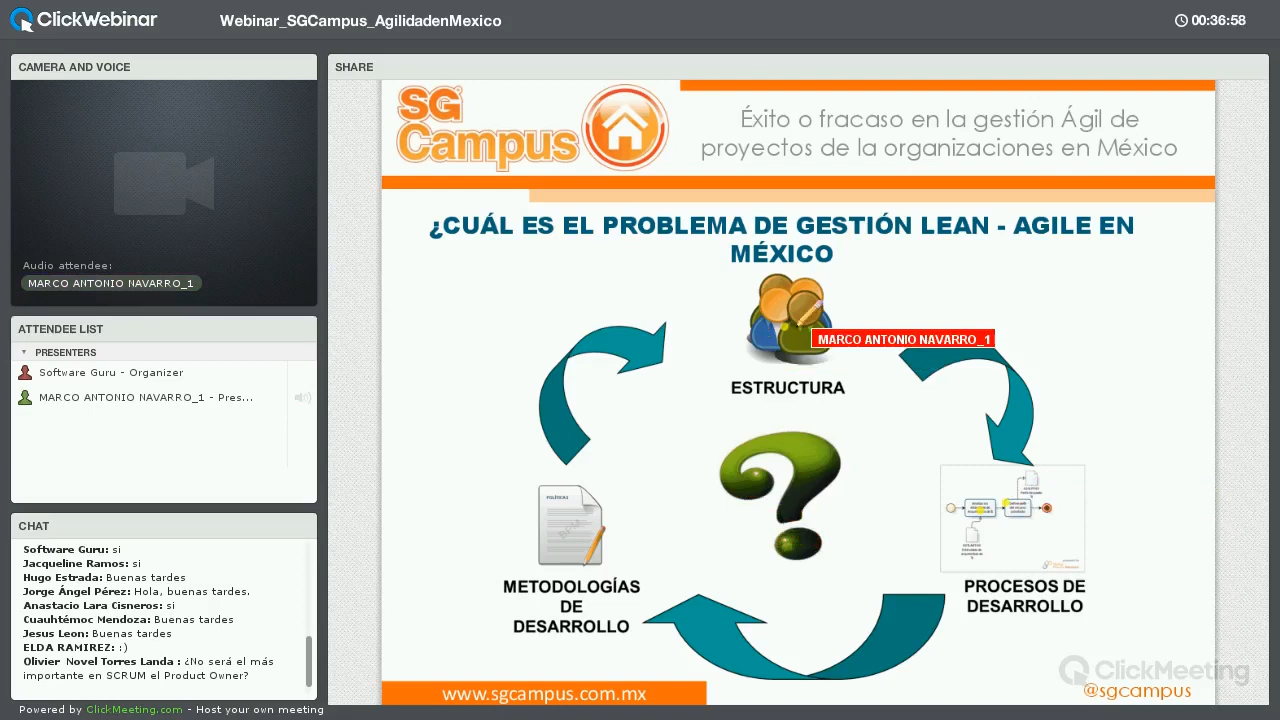 ClickWebinar
Webinar_SGCampus_AgilidadenMexico
00:36:58
CAMERA AND VOICE
Audio attendee:
MARCO ANTONIO NAVARRO_1
ATTENDEE LIST
PRESENTERS
Software Guru - Organizer
MARCO ANTONIO NAVARRO_1 - Pres...
CHAT
Software Guru: si
Jacqueline Ramos: si
Hugo Estrada: Buenas tardes
Jorge Ángel Pérez: Hola, buenas tardes.
Anastacio Lara Cisneros: si
Cuauhtémoc Mendoza: Buenas tardes
Jesus Leon: Buenas tardes
ELDA RAMIREZ: :)
Olivier Novel Torres Landa : ¿No será el más
importante en SCRUM el Product Owner?
Powered by ClickMeeting.com - Host your own meeting
SHARE
SG
Campus
Éxito o fracaso en la gestión Ágil de
proyectos de la organizaciones en México
¿CUÁL ES EL PROBLEMA DE GESTIÓN LEAN - AGILE EN
MÉXICO
MARCO ANTONIO NAVARRO_1
ESTRUCTURA
?
POLÍTICAS
METODOLOGÍAS
DE
DESARROLLO
PROCESOS DE
DESARROLLO
ClickMeeting
www.sgcampus.com.mx
@sgcampus